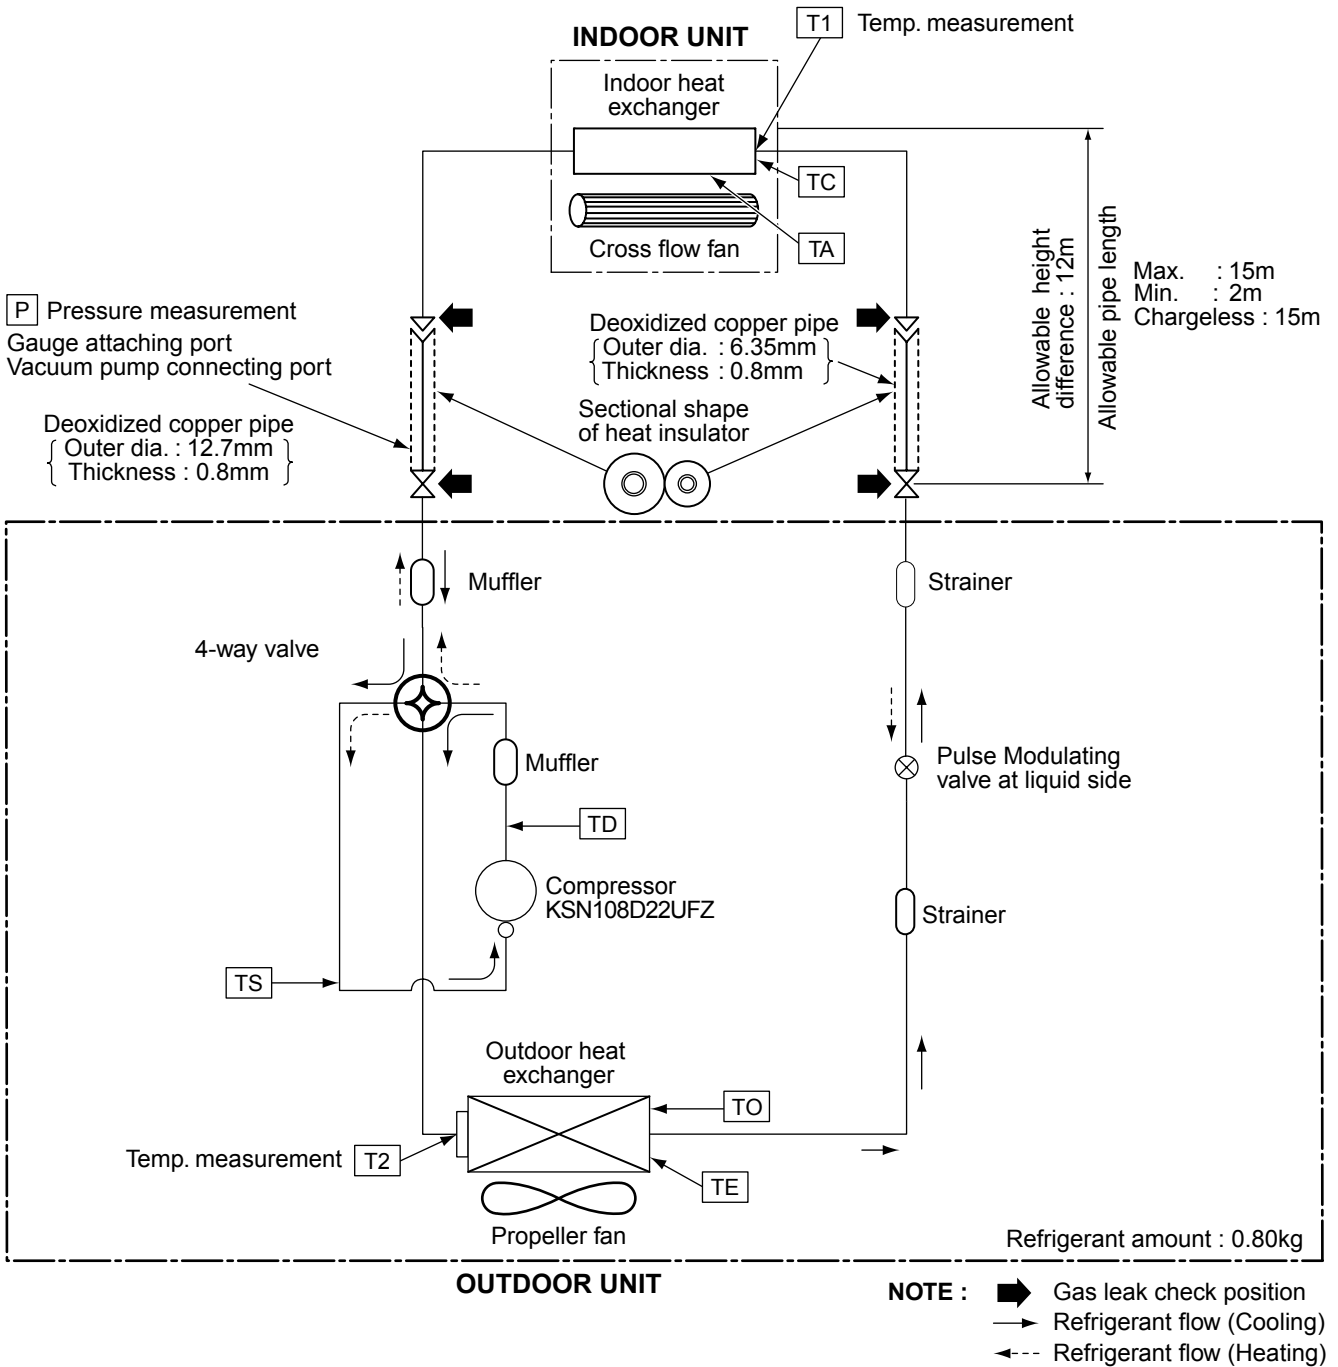 T1 Temp. measurement
INDOOR UNIT
Indoor heat
exchanger
TC
TA
Cross flow fan
Allowable height
difference : 12m
Allowable pipe length
Max. : 15m
Min. : 2m
Chargeless : 15m
P Pressure measurement
Gauge attaching port
Vacuum pump connecting port
Deoxidized copper pipe
Outer dia. : 12.7mm
Thickness : 0.8mm
Deoxidized copper pipe
Outer dia. : 6.35mm
Thickness : 0.8mm
Sectional shape
of heat insulator
Muffler
Strainer
4-way valve
Muffler
Pulse Modulating
valve at liquid side
TD
Compressor
KSN108D22UFZ
Strainer
TS
Outdoor heat
exchanger
TO
Temp. measurement T2
TE
Propeller fan
Refrigerant amount : 0.80kg
OUTDOOR UNIT
NOTE : Gas leak check position
Refrigerant flow (Cooling)
Refrigerant flow (Heating)